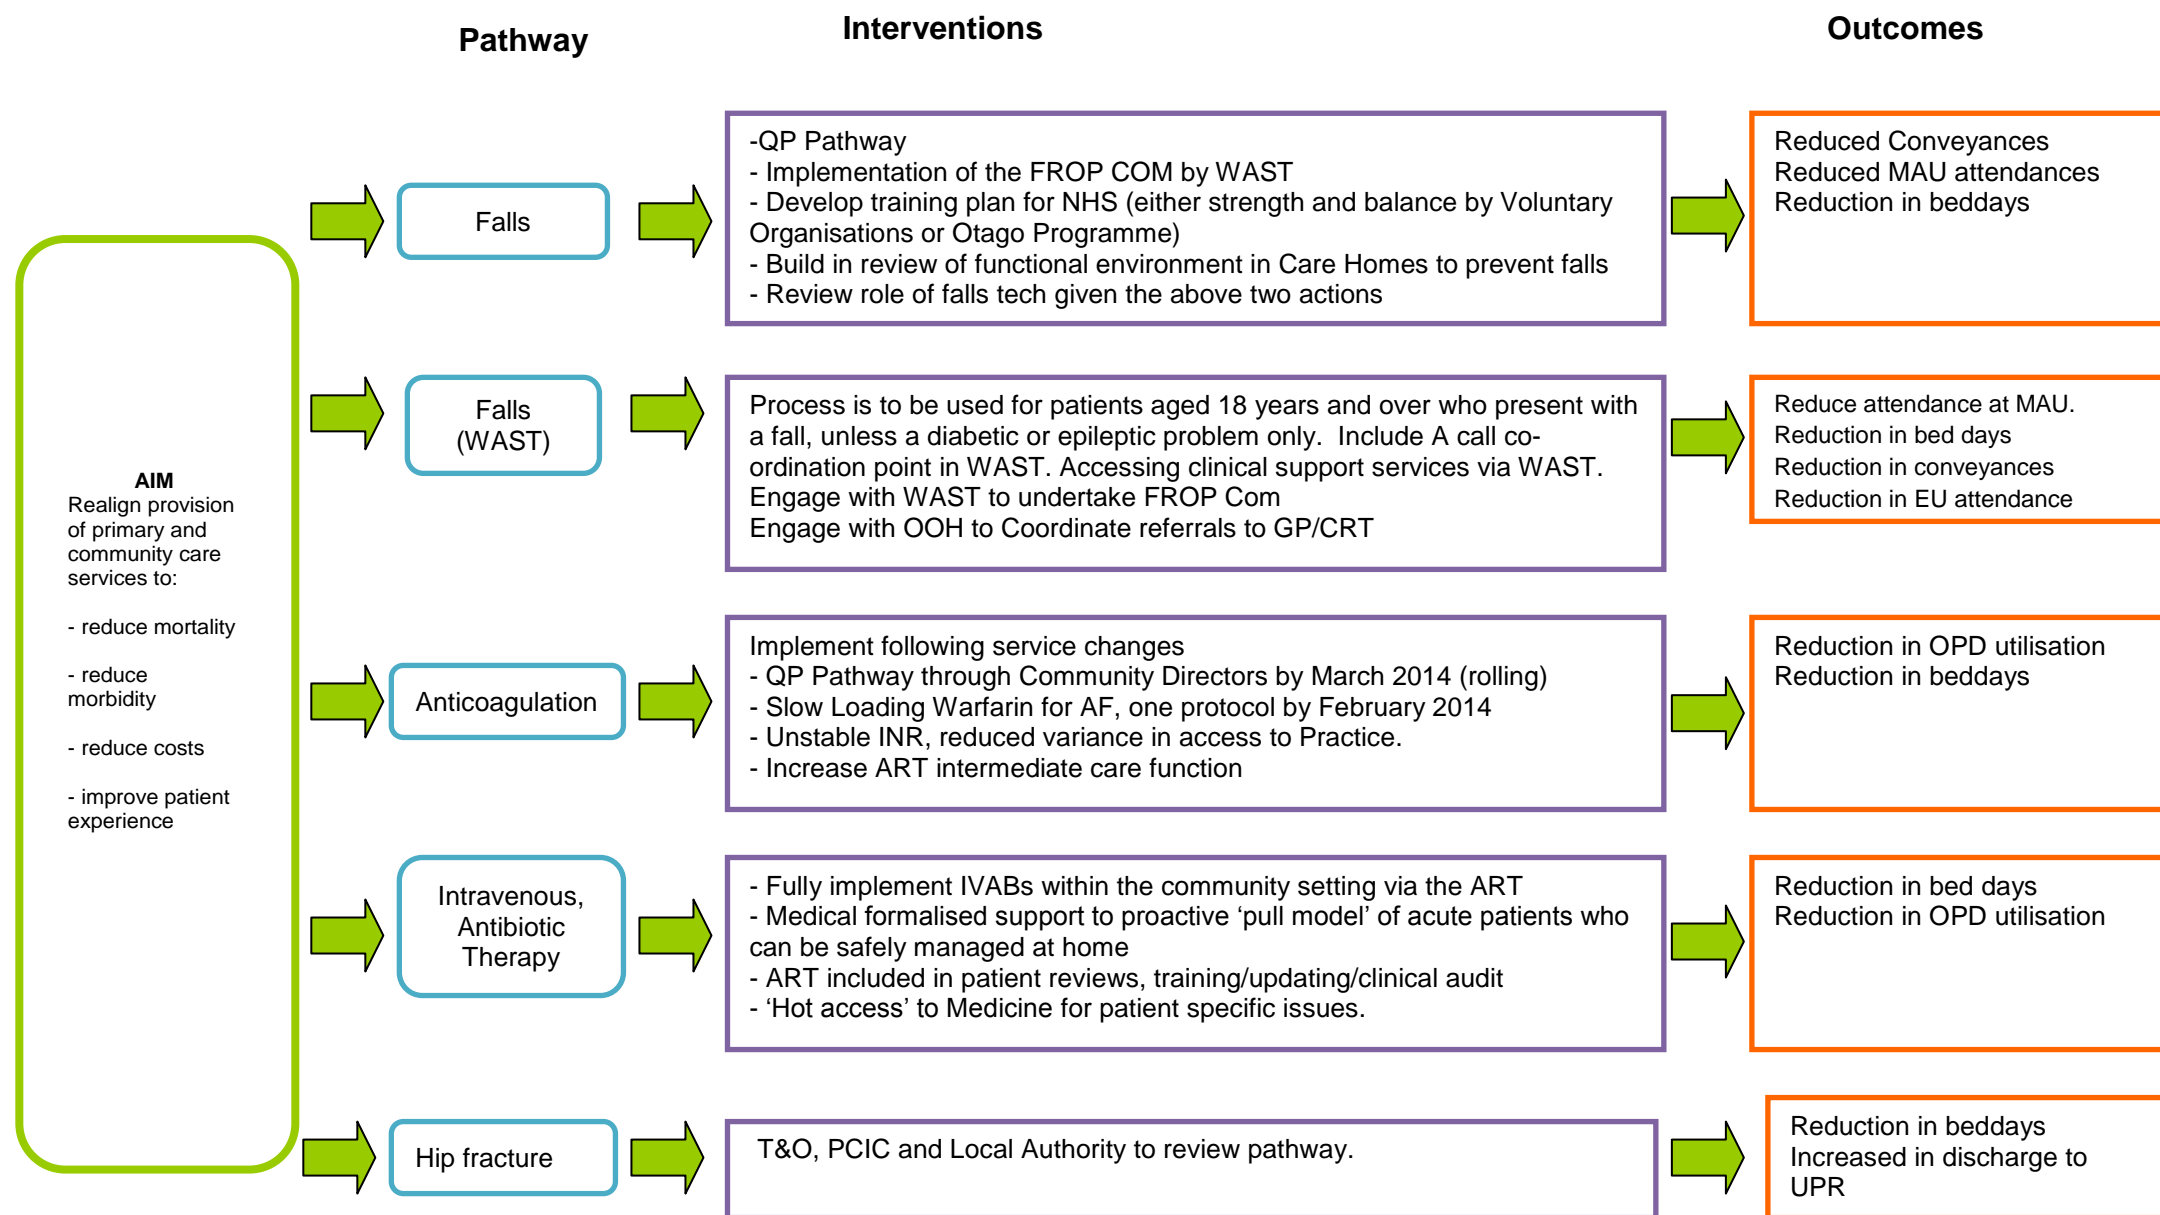 Pathway
Interventions
Outcomes
AIM
Realign provision
of primary and
community care
services to:
- reduce mortality
- reduce
morbidity
- reduce costs
- improve patient
experience
Falls
-QP Pathway
- Implementation of the FROP COM by WAST
- Develop training plan for NHS (either strength and balance by Voluntary
Organisations or Otago Programme)
- Build in review of functional environment in Care Homes to prevent falls
- Review role of falls tech given the above two actions
Reduced Conveyances
Reduced MAU attendances
Reduction in beddays
Falls
(WAST)
Process is to be used for patients aged 18 years and over who present with
a fall, unless a diabetic or epileptic problem only.  Include A call co-
ordination point in WAST. Accessing clinical support services via WAST.
Engage with WAST to undertake FROP Com
Engage with OOH to Coordinate referrals to GP/CRT
Reduce attendance at MAU.
Reduction in bed days
Reduction in conveyances
Reduction in EU attendance
Anticoagulation
Implement following service changes
- QP Pathway through Community Directors by March 2014 (rolling)
- Slow Loading Warfarin for AF, one protocol by February 2014
- Unstable INR, reduced variance in access to Practice.
- Increase ART intermediate care function
Reduction in OPD utilisation
Reduction in beddays
Intravenous,
Antibiotic
Therapy
- Fully implement IVABs within the community setting via the ART
- Medical formalised support to proactive ‘pull model’ of acute patients who
can be safely managed at home
- ART included in patient reviews, training/updating/clinical audit
- ‘Hot access’ to Medicine for patient specific issues.
Reduction in bed days
Reduction in OPD utilisation
Hip fracture
T&O, PCIC and Local Authority to review pathway.
Reduction in beddays
Increased in discharge to
UPR